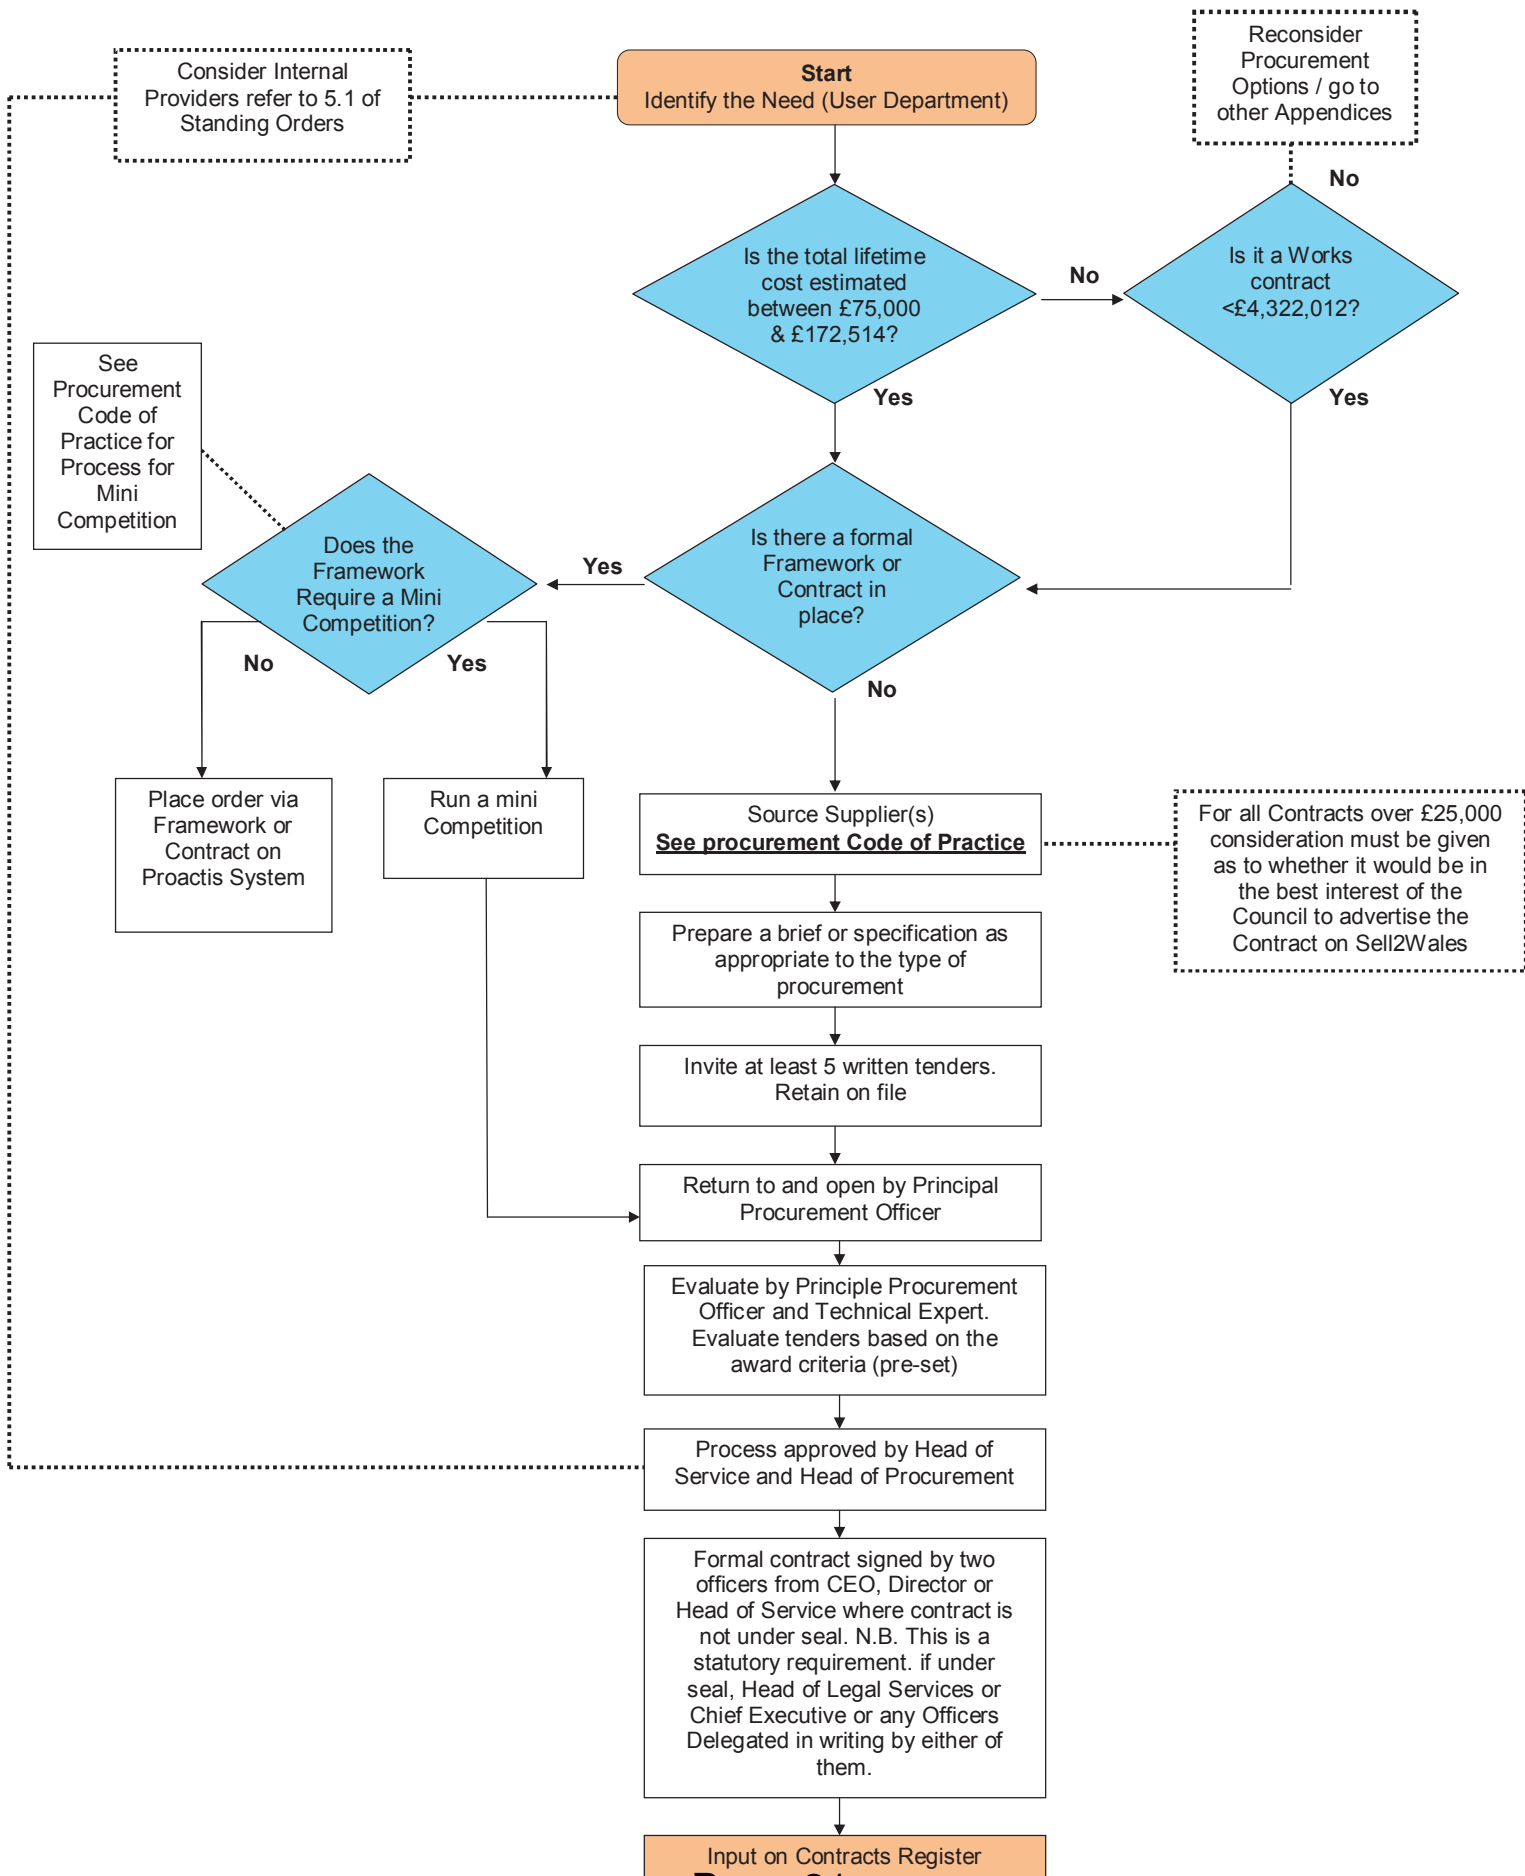 Consider Internal
Providers refer to 5.1 of
Standing Orders
Start
Identify the Need (User Department)
Reconsider
Procurement
Options / go to
other Appendices
No
Is the total lifetime
cost estimated
between £75,000
& £172,514?
No
Is it a Works
contract
<£4,322,012?
Yes
Yes
See
Procurement
Code of
Practice for
Process for
Mini
Competition
Does the
Framework
Require a Mini
Competition?
Yes
Is there a formal
Framework or
Contract in
place?
No
Yes
No
Place order via
Framework or
Contract on
Proactis System
Run a mini
Competition
Source Supplier(s)
See procurement Code of Practice
For all Contracts over £25,000
consideration must be given
as to whether it would be in
the best interest of the
Council to advertise the
Contract on Sell2Wales
Prepare a brief or specification as
appropriate to the type of
procurement
Invite at least 5 written tenders.
Retain on file
Return to and open by Principal
Procurement Officer
Evaluate by Principle Procurement
Officer and Technical Expert.
Evaluate tenders based on the
award criteria (pre-set)
Process approved by Head of
Service and Head of Procurement
Formal contract signed by two
officers from CEO, Director or
Head of Service where contract is
not under seal. N.B. This is a
statutory requirement. if under
seal, Head of Legal Services or
Chief Executive or any Officers
Delegated in writing by either of
them.
Input on Contracts Register